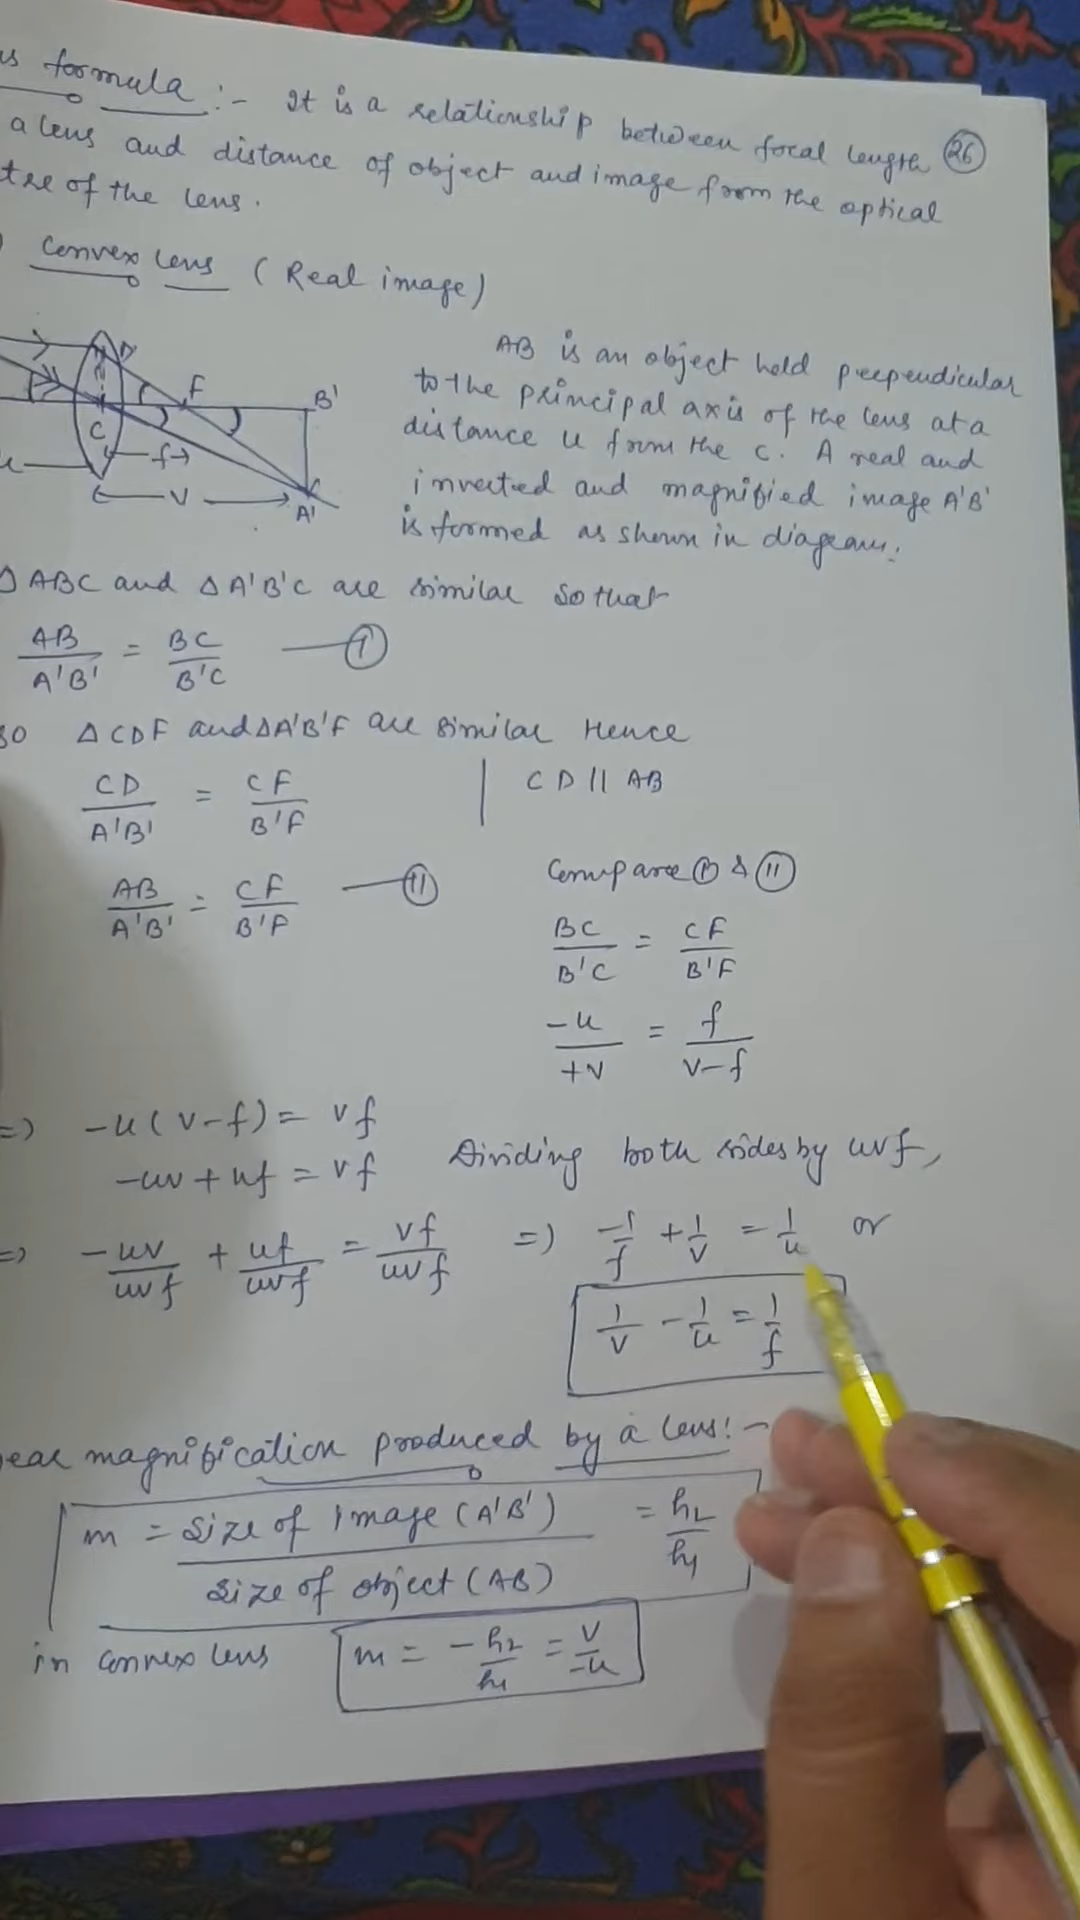 formula :- It is a relationship between focal length 26
a lens and distance of object and image from the optical
tre of the lens.
Convex lens (Real image)
D
F
B'
C
f
V
A'
AB is an object held perpendicular
to the principal axis of the lens at a
distance u from the C. A real and
inverted and magnified image A'B'
is formed as shown in diagram.
Δ ABC and Δ A'B'C are similar so that
AB/A'B' = BC/B'C — I
so Δ CDF and Δ A'B'F are similar Hence
CD/A'B' = CF/B'F | CD || AB
AB/A'B' = CF/B'F — II
Compare I & II
BC/B'C = CF/B'F
-u/+v = f/v-f
=> -u(v-f) = vf
-uv + uf = vf Dividing both sides by uvf,
=> -uv/uvf + uf/uvf = vf/uvf => -1/f + 1/v = 1/u or
1/v - 1/u = 1/f
ear magnification produced by a lens :-
m = size of image (A'B')/size of object (AB) = h2/h1
in convex lens m = -h2/h1 = v/-u